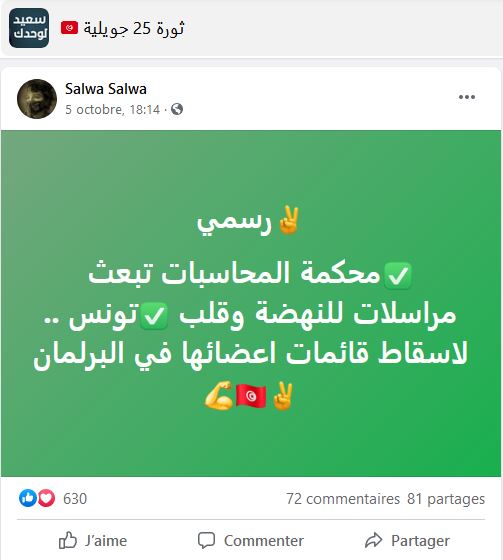 سعيد
لوحدك
ثورة 25 جويلية 🇹🇳
Salwa Salwa
5 octobre, 18:14 ·
✌️رسمي
✅محكمة المحاسبات تبعث
مراسلات للنهضة وقلب ✅تونس ..
لاسقاط قائمات اعضائها في البرلمان
✌️🇹🇳💪
630
72 commentaires 81 partages
J'aime
Commenter
Partager